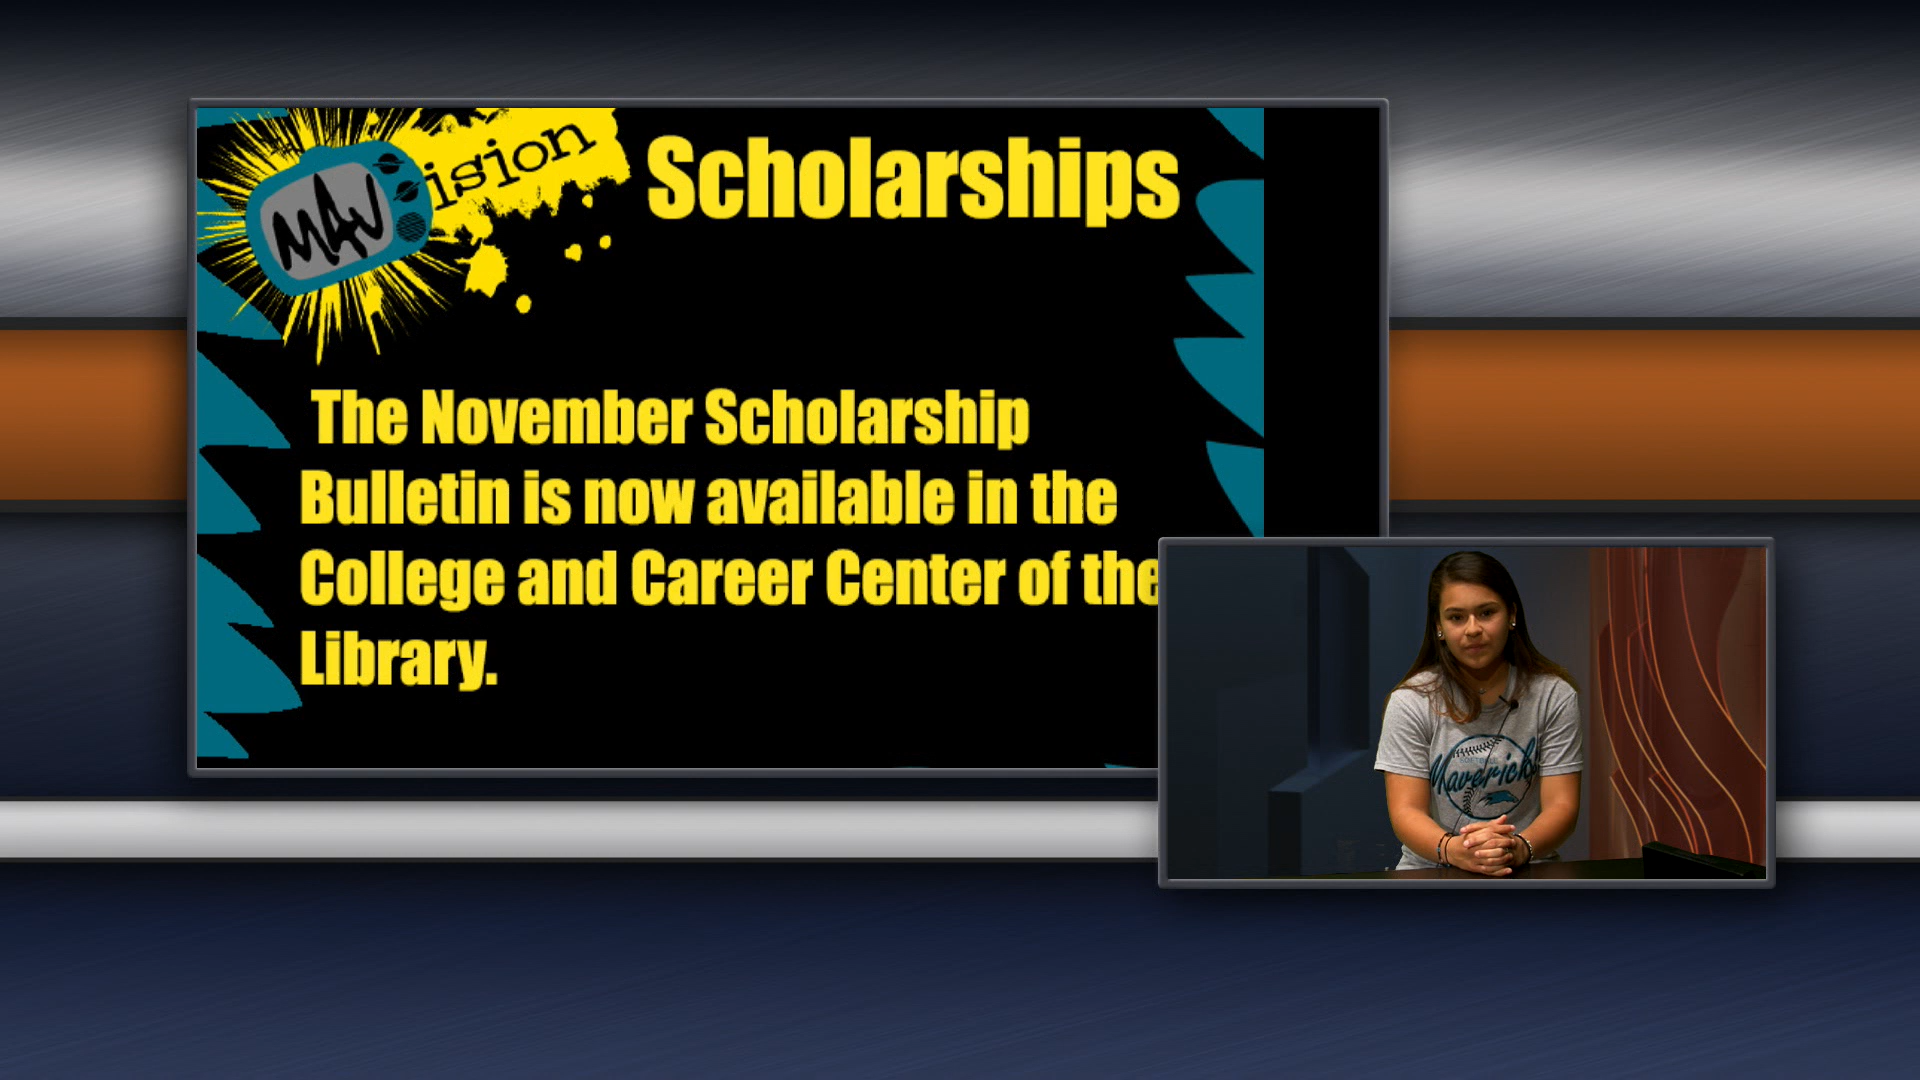 MAV ision
Scholarships
The November Scholarship
Bulletin is now available in the
College and Career Center of the
Library.
SOFTBALL
Mavericks